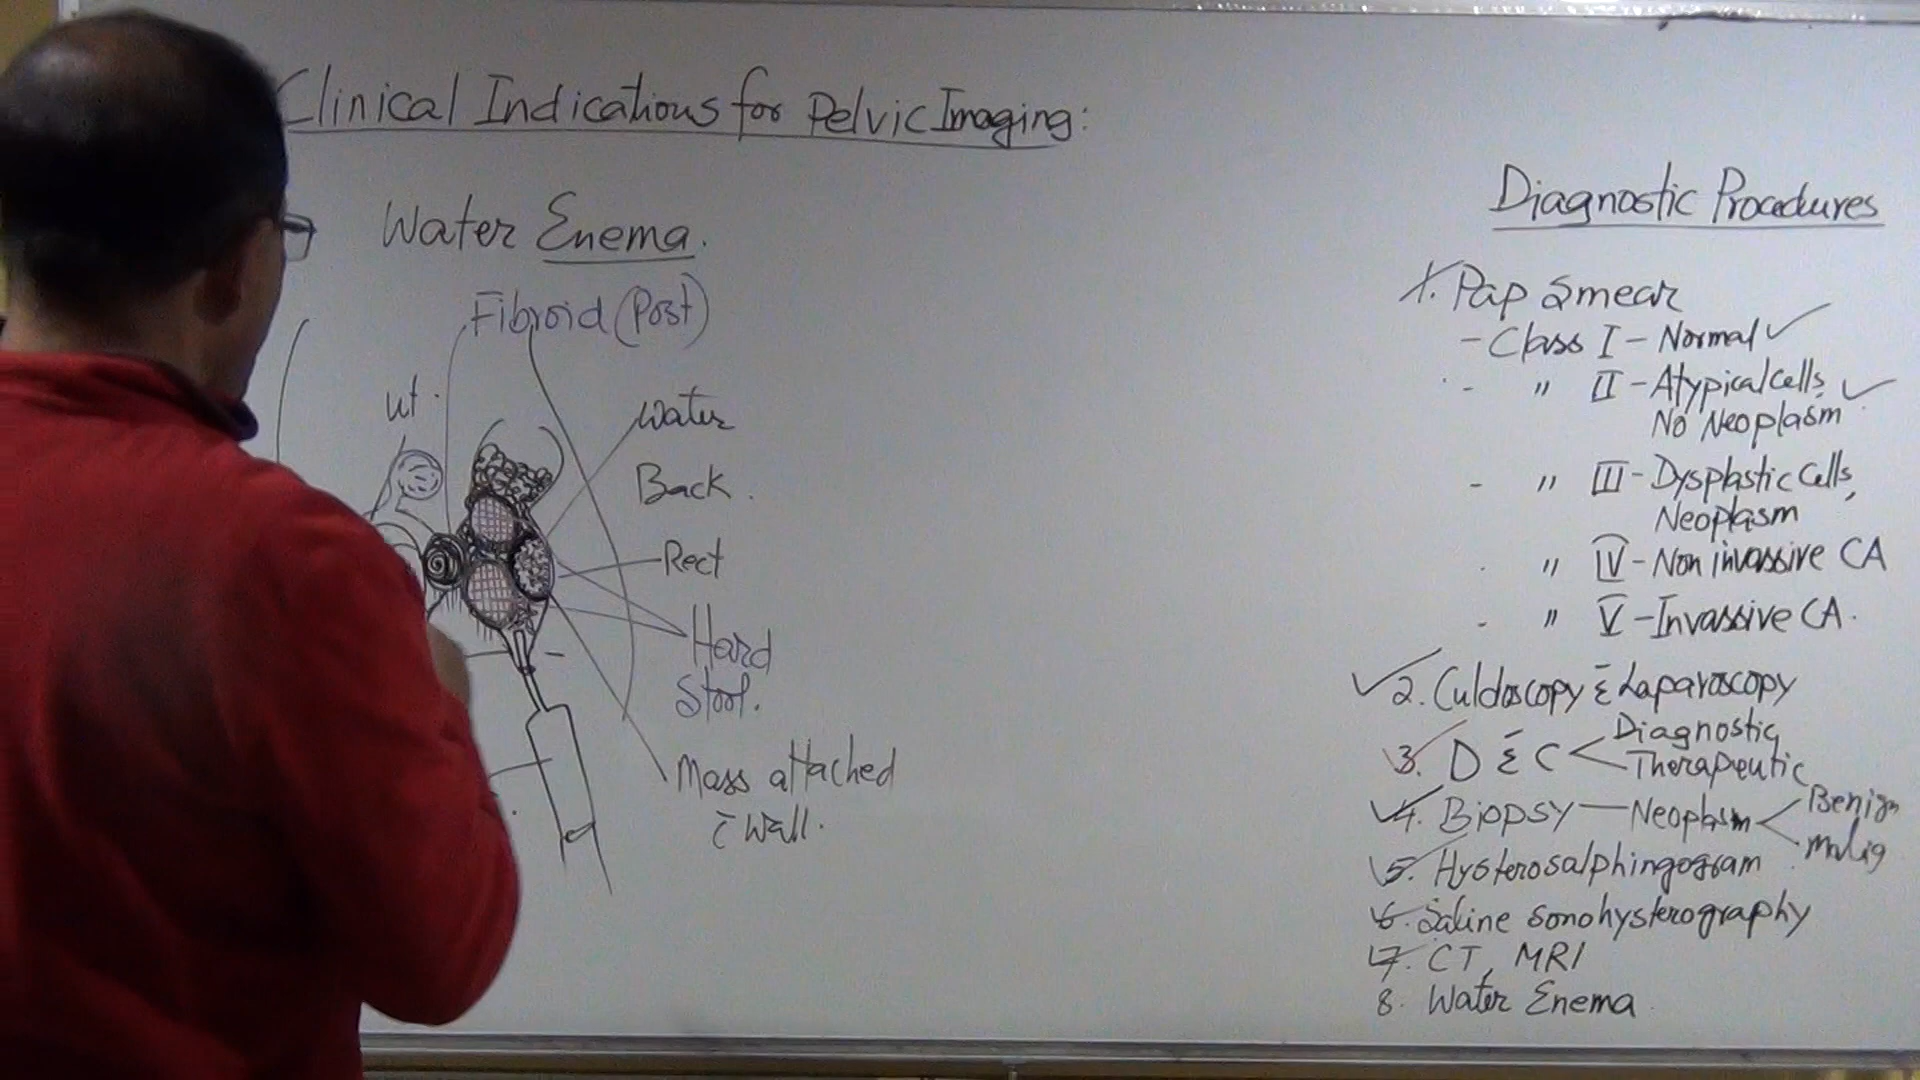 Clinical Indications for Pelvic Imaging:
Water Enema.
Fibroid (Post)
ut.
Water
Back.
Rect
Hard
Stool.
Mass attached
c̄ Wall.
Diagnostic Procedures
1. Pap Smear
- Class I - Normal ✓
- " II - Atypical Cells, ✓
No Neoplasm
- " III - Dysplastic Cells,
Neoplasm
- " IV - Non invassive CA
- " V - Invassive CA.
✓ 2. Culdoscopy & Laparoscopy
3. D & C < Diagnostic
Therapeutic
4. Biopsy — Neoplasm < Benign
Malig
5. Hysterosalphingogram
6. Saline Sonohysterography
7. CT, MRI
8. Water Enema